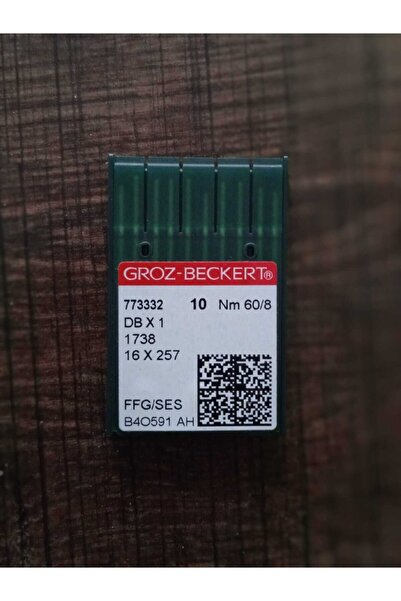 GROZ-BECKERT®
773332 10 Nm 60/8
DB X 1
1738
16 X 257
FFG/SES
B4O591 AH